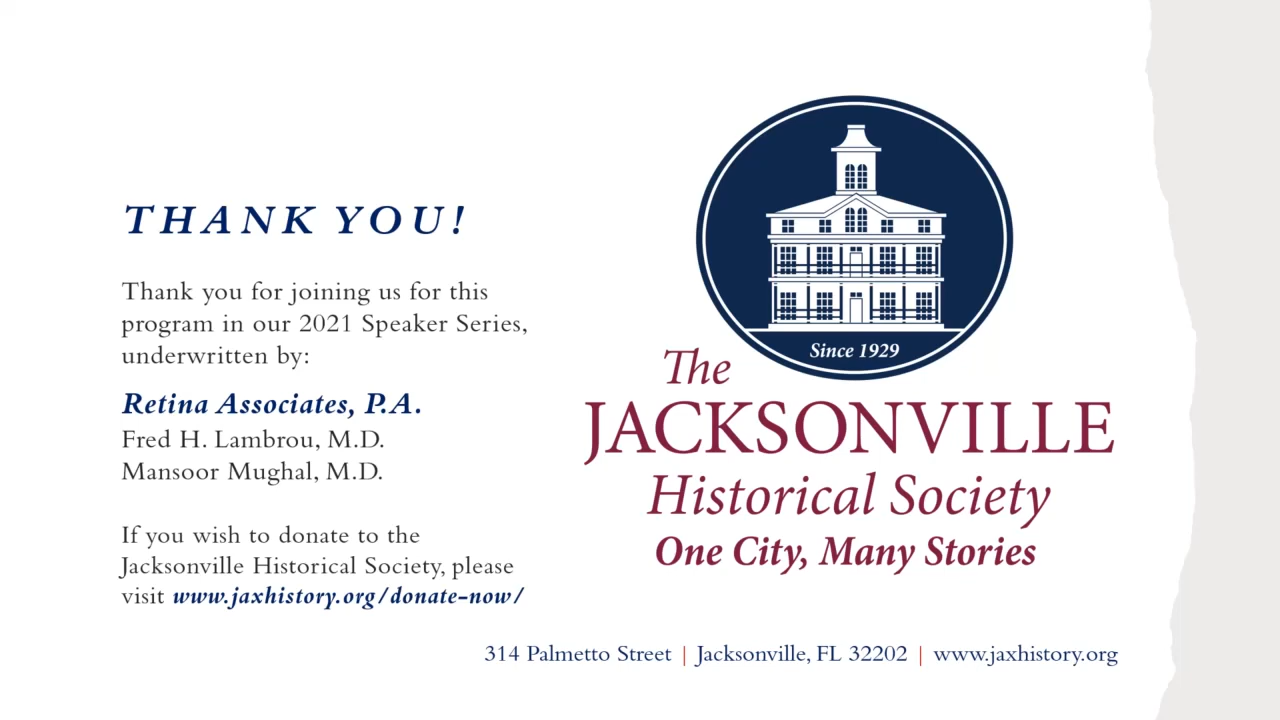 THANK YOU!
Thank you for joining us for this
program in our 2021 Speaker Series,
underwritten by:
Retina Associates, P.A.
Fred H. Lambrou, M.D.
Mansoor Mughal, M.D.
If you wish to donate to the
Jacksonville Historical Society, please
visit www.jaxhistory.org/donate-now/
Since 1929
The
JACKSONVILLE
Historical Society
One City, Many Stories
314 Palmetto Street | Jacksonville, FL 32202 | www.jaxhistory.org